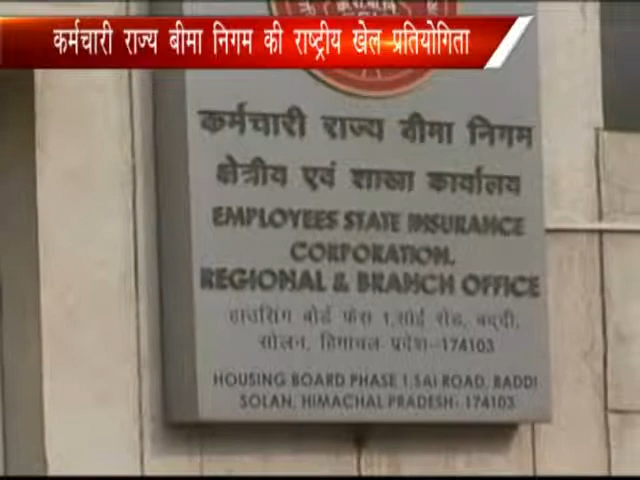 कर्मचारी राज्य बीमा निगम की राष्ट्रीय खेल प्रतियोगिता
कर्मचारी राज्य बीमा निगम
क्षेत्रीय एवं शाखा कार्यालय
EMPLOYEES STATE INSURANCE
CORPORATION,
REGIONAL & BRANCH OFFICE
हाउसिंग बोर्ड फेस 1,साई रोड, बद्दी,
सोलन, हिमाचल प्रदेश-174103
HOUSING BOARD PHASE 1,SAI ROAD, BADDI
SOLAN, HIMACHAL PRADESH- 174103